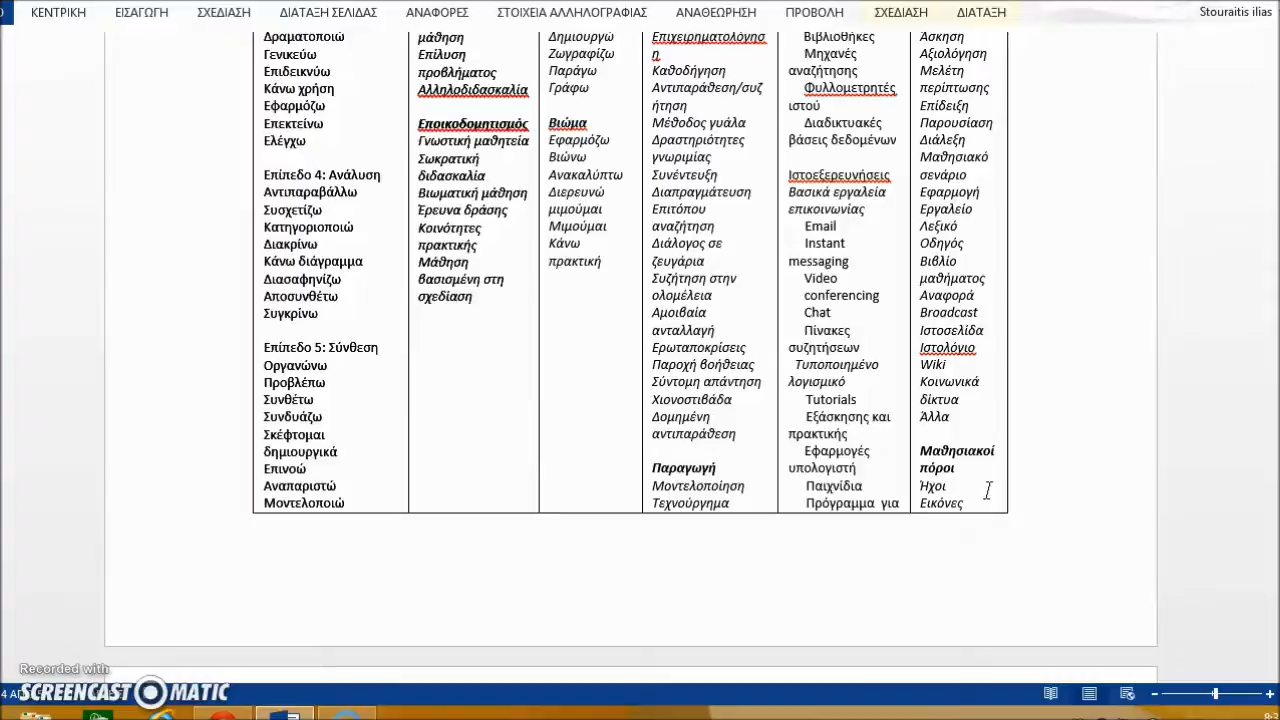 ΚΕΝΤΡΙΚΗ ΕΙΣΑΓΩΓΗ ΣΧΕΔΙΑΣΗ ΔΙΑΤΑΞΗ ΣΕΛΙΔΑΣ ΑΝΑΦΟΡΕΣ ΣΤΟΙΧΕΙΑ ΑΛΛΗΛΟΓΡΑΦΙΑΣ ΑΝΑΘΕΩΡΗΣΗ ΠΡΟΒΟΛΗ ΣΧΕΔΙΑΣΗ ΔΙΑΤΑΞΗ Stouraitis ilias
Δραματοποιώ
Γενικεύω
Επιδεικνύω
Κάνω χρήση
Εφαρμόζω
Επεκτείνω
Ελέγχω
Επίπεδο 4: Ανάλυση
Αντιπαραβάλλω
Συσχετίζω
Κατηγοριοποιώ
Διακρίνω
Κάνω διάγραμμα
Διασαφηνίζω
Αποσυνθέτω
Συγκρίνω
Επίπεδο 5: Σύνθεση
Οργανώνω
Προβλέπω
Συνθέτω
Συνδυάζω
Σκέφτομαι
δημιουργικά
Επινοώ
Αναπαριστώ
Μοντελοποιώ
μάθηση
Επίλυση
προβλήματος
Αλληλοδιδασκαλία
Εποικοδομητισμός
Γνωστική μαθητεία
Σωκρατική
διδασκαλία
Βιωματική μάθηση
Έρευνα δράσης
Κοινότητες
πρακτικής
Μάθηση
βασισμένη στη
σχεδίαση
Δημιουργώ
Ζωγραφίζω
Παράγω
Γράφω
Βιώμα
Εφαρμόζω
Βιώνω
Ανακαλύπτω
Διερευνώ
μιμούμαι
Μιμούμαι
Κάνω
πρακτική
Επιχειρηματολόγησ
η
Καθοδήγηση
Αντιπαράθεση/συζ
ήτηση
Μέθοδος γυάλα
Δραστηριότητες
γνωριμίας
Συνέντευξη
Διαπραγμάτευση
Επιτόπου
αναζήτηση
Διάλογος σε
ζευγάρια
Συζήτηση στην
ολομέλεια
Αμοιβαία
ανταλλαγή
Ερωταποκρίσεις
Παροχή βοήθειας
Σύντομη απάντηση
Χιονοστιβάδα
Δομημένη
αντιπαράθεση
Παραγωγή
Μοντελοποίηση
Τεχνούργημα
Βιβλιοθήκες
Μηχανές
αναζήτησης
Φυλλομετρητές
ιστού
Διαδικτυακές
βάσεις δεδομένων
Ιστοεξερευνήσεις
Βασικά εργαλεία
επικοινωνίας
Email
Instant
messaging
Video
conferencing
Chat
Πίνακες
συζητήσεων
Τυποποιημένο
λογισμικό
Tutorials
Εξάσκησης και
πρακτικής
Εφαρμογές
υπολογιστή
Παιχνίδια
Πρόγραμμα για
Άσκηση
Αξιολόγηση
Μελέτη
περίπτωσης
Επίδειξη
Παρουσίαση
Διάλεξη
Μαθησιακό
σενάριο
Εφαρμογή
Εργαλείο
Λεξικό
Οδηγός
Βιβλίο
μαθήματος
Αναφορά
Broadcast
Ιστοσελίδα
Ιστολόγιο
Wiki
Κοινωνικά
δίκτυα
Άλλα
Μαθησιακοί
πόροι
Ήχοι
Εικόνες
Recorded with
SCREENCAST MATIC